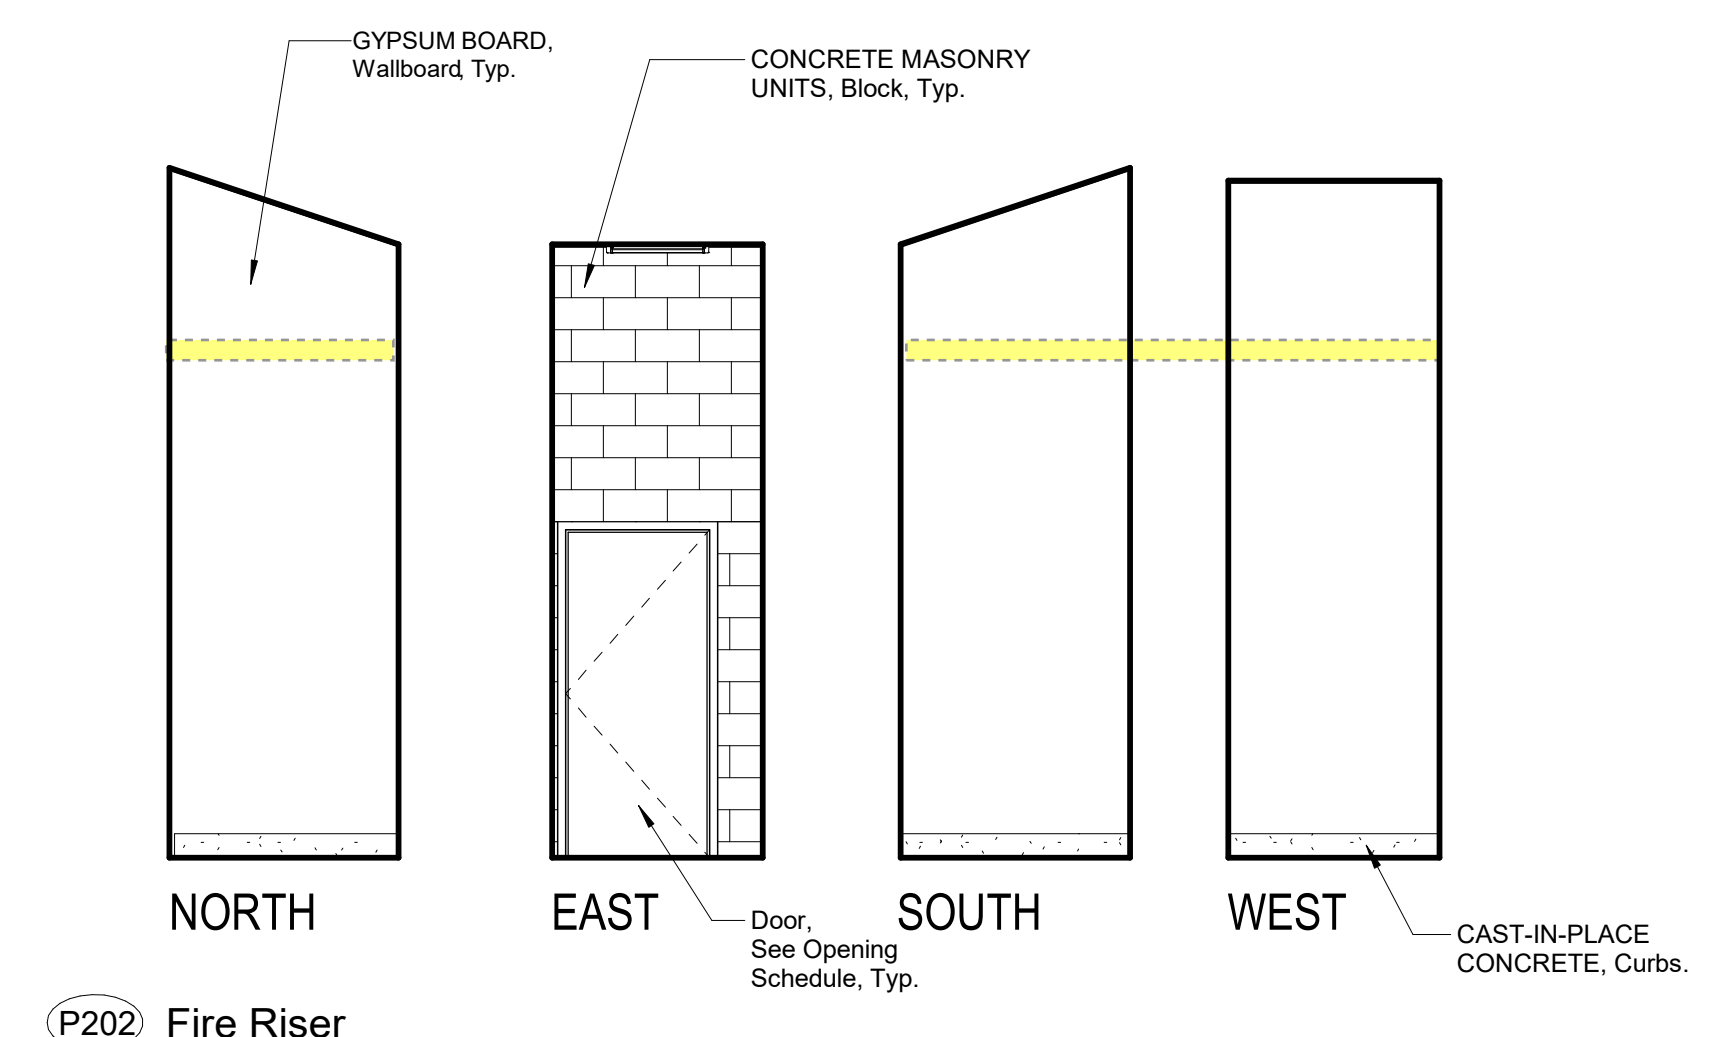 GYPSUM BOARD,
Wallboard, Typ.
CONCRETE MASONRY
UNITS, Block, Typ.
NORTH
EAST
SOUTH
WEST
Door,
See Opening
Schedule, Typ.
CAST-IN-PLACE
CONCRETE, Curbs.
P202
Fire Riser